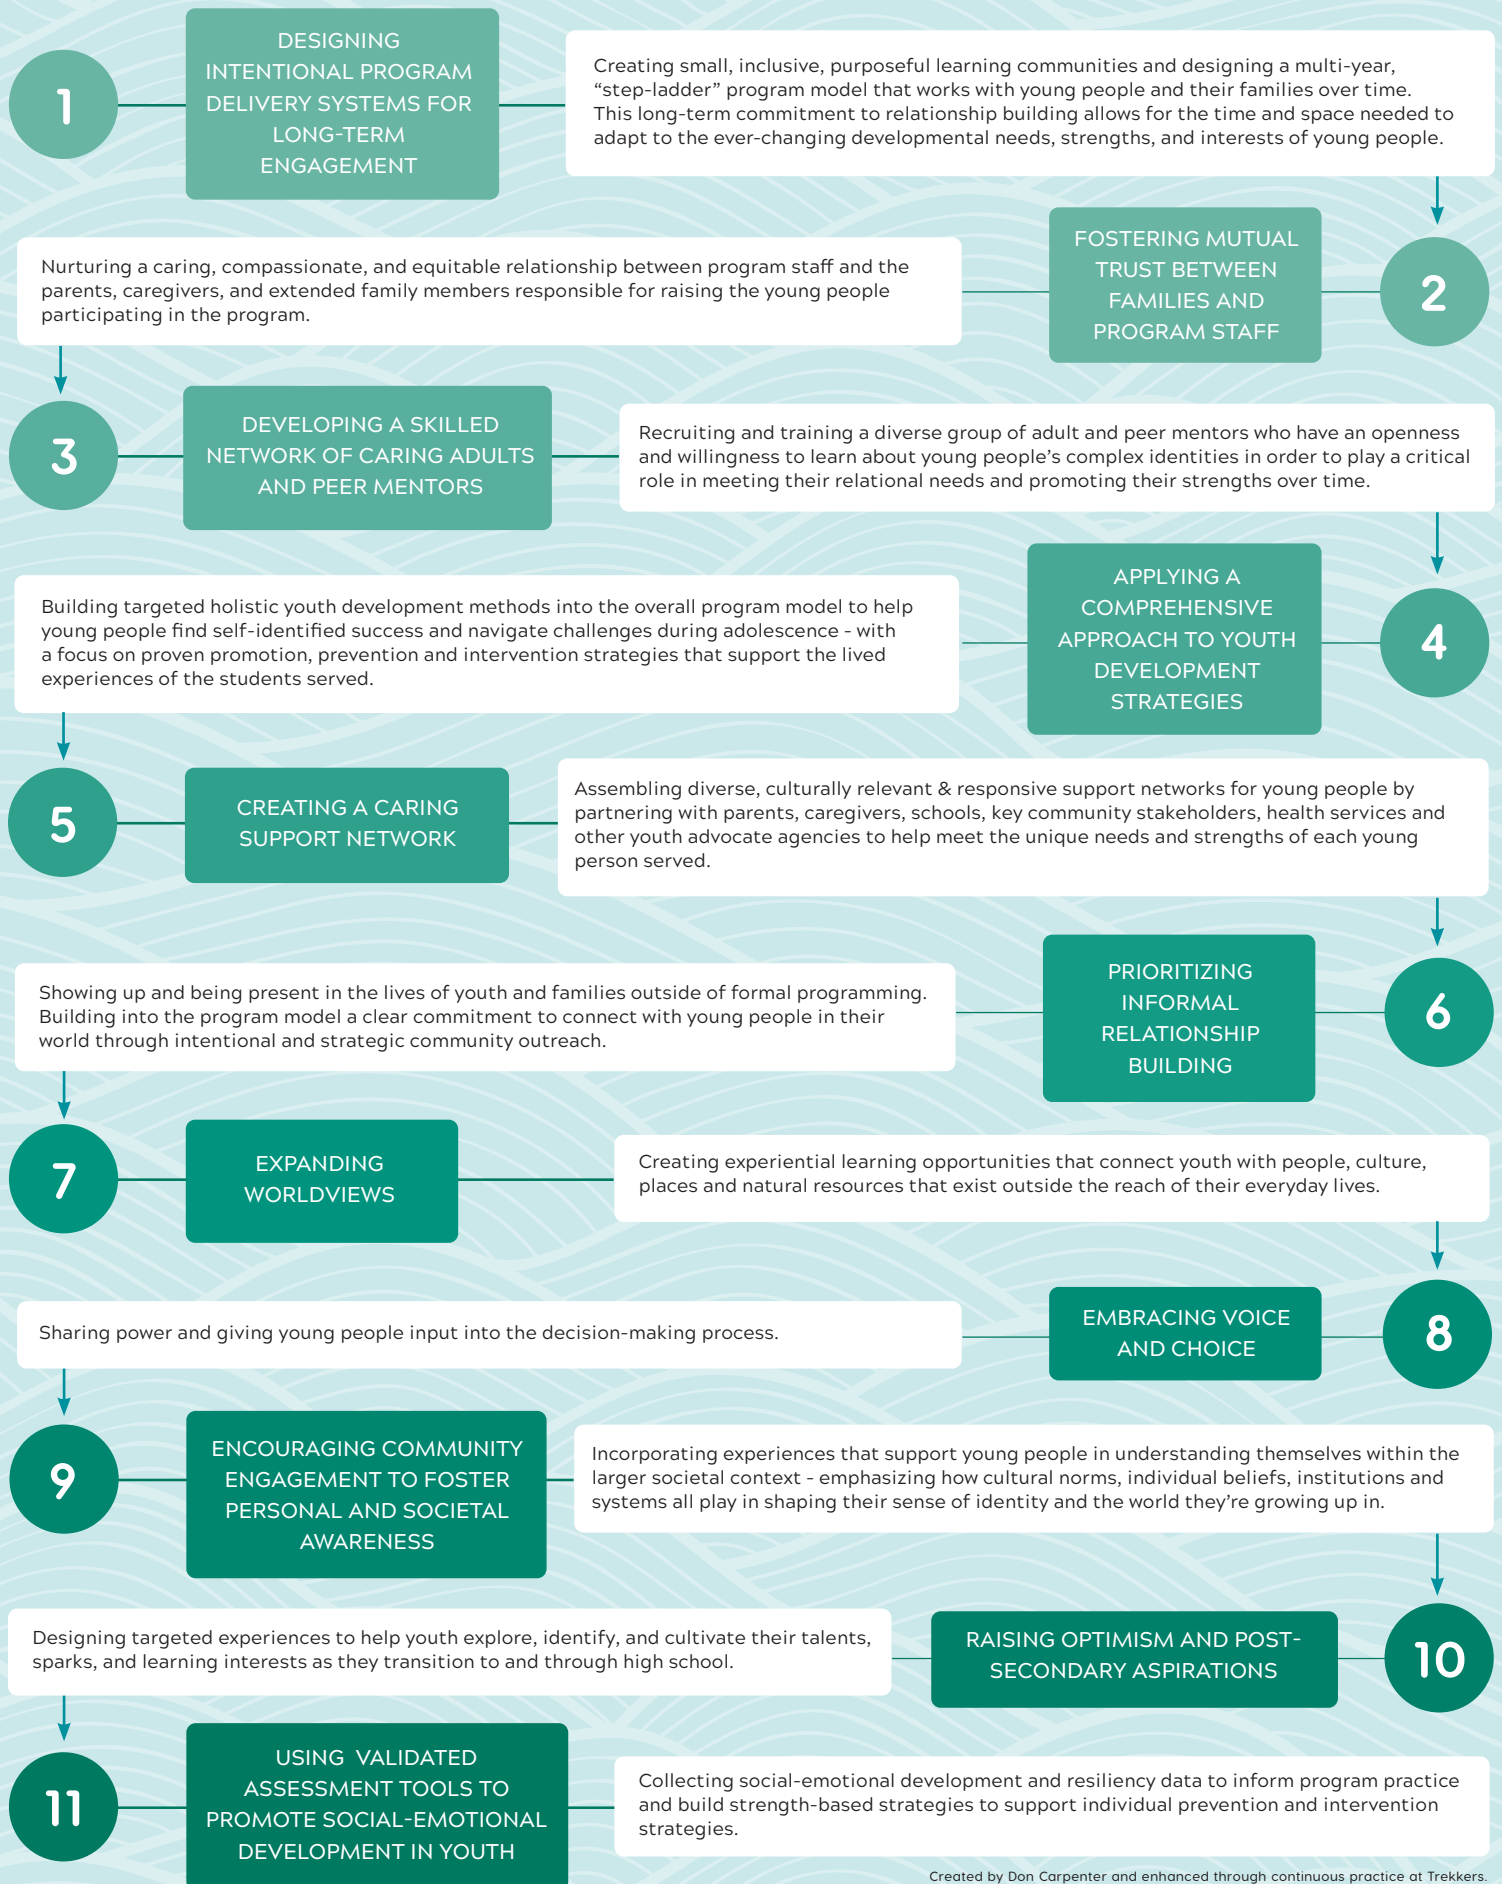 1
DESIGNING
INTENTIONAL PROGRAM
DELIVERY SYSTEMS FOR
LONG-TERM
ENGAGEMENT
Creating small, inclusive, purposeful learning communities and designing a multi-year,
“step-ladder” program model that works with young people and their families over time.
This long-term commitment to relationship building allows for the time and space needed to
adapt to the ever-changing developmental needs, strengths, and interests of young people.
2
FOSTERING MUTUAL
TRUST BETWEEN
FAMILIES AND
PROGRAM STAFF
Nurturing a caring, compassionate, and equitable relationship between program staff and the
parents, caregivers, and extended family members responsible for raising the young people
participating in the program.
3
DEVELOPING A SKILLED
NETWORK OF CARING ADULTS
AND PEER MENTORS
Recruiting and training a diverse group of adult and peer mentors who have an openness
and willingness to learn about young people’s complex identities in order to play a critical
role in meeting their relational needs and promoting their strengths over time.
4
APPLYING A
COMPREHENSIVE
APPROACH TO YOUTH
DEVELOPMENT
STRATEGIES
Building targeted holistic youth development methods into the overall program model to help
young people find self-identified success and navigate challenges during adolescence - with
a focus on proven promotion, prevention and intervention strategies that support the lived
experiences of the students served.
5
CREATING A CARING
SUPPORT NETWORK
Assembling diverse, culturally relevant & responsive support networks for young people by
partnering with parents, caregivers, schools, key community stakeholders, health services and
other youth advocate agencies to help meet the unique needs and strengths of each young
person served.
6
PRIORITIZING
INFORMAL
RELATIONSHIP
BUILDING
Showing up and being present in the lives of youth and families outside of formal programming.
Building into the program model a clear commitment to connect with young people in their
world through intentional and strategic community outreach.
7
EXPANDING
WORLDVIEWS
Creating experiential learning opportunities that connect youth with people, culture,
places and natural resources that exist outside the reach of their everyday lives.
8
EMBRACING VOICE
AND CHOICE
Sharing power and giving young people input into the decision-making process.
9
ENCOURAGING COMMUNITY
ENGAGEMENT TO FOSTER
PERSONAL AND SOCIETAL
AWARENESS
Incorporating experiences that support young people in understanding themselves within the
larger societal context - emphasizing how cultural norms, individual beliefs, institutions and
systems all play in shaping their sense of identity and the world they’re growing up in.
10
RAISING OPTIMISM AND POST-
SECONDARY ASPIRATIONS
Designing targeted experiences to help youth explore, identify, and cultivate their talents,
sparks, and learning interests as they transition to and through high school.
11
USING VALIDATED
ASSESSMENT TOOLS TO
PROMOTE SOCIAL-EMOTIONAL
DEVELOPMENT IN YOUTH
Collecting social-emotional development and resiliency data to inform program practice
and build strength-based strategies to support individual prevention and intervention
strategies.
Created by Don Carpenter and enhanced through continuous practice at Trekkers.